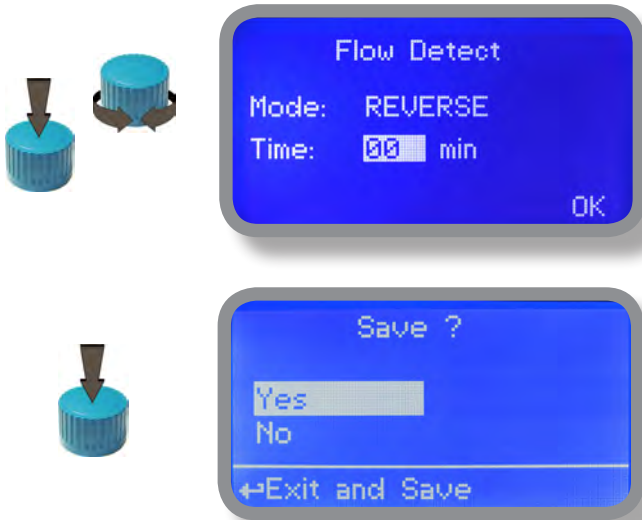 Flow Detect
Mode: REVERSE
Time: 00 min
OK
Save ?
Yes
No
↩Exit and Save